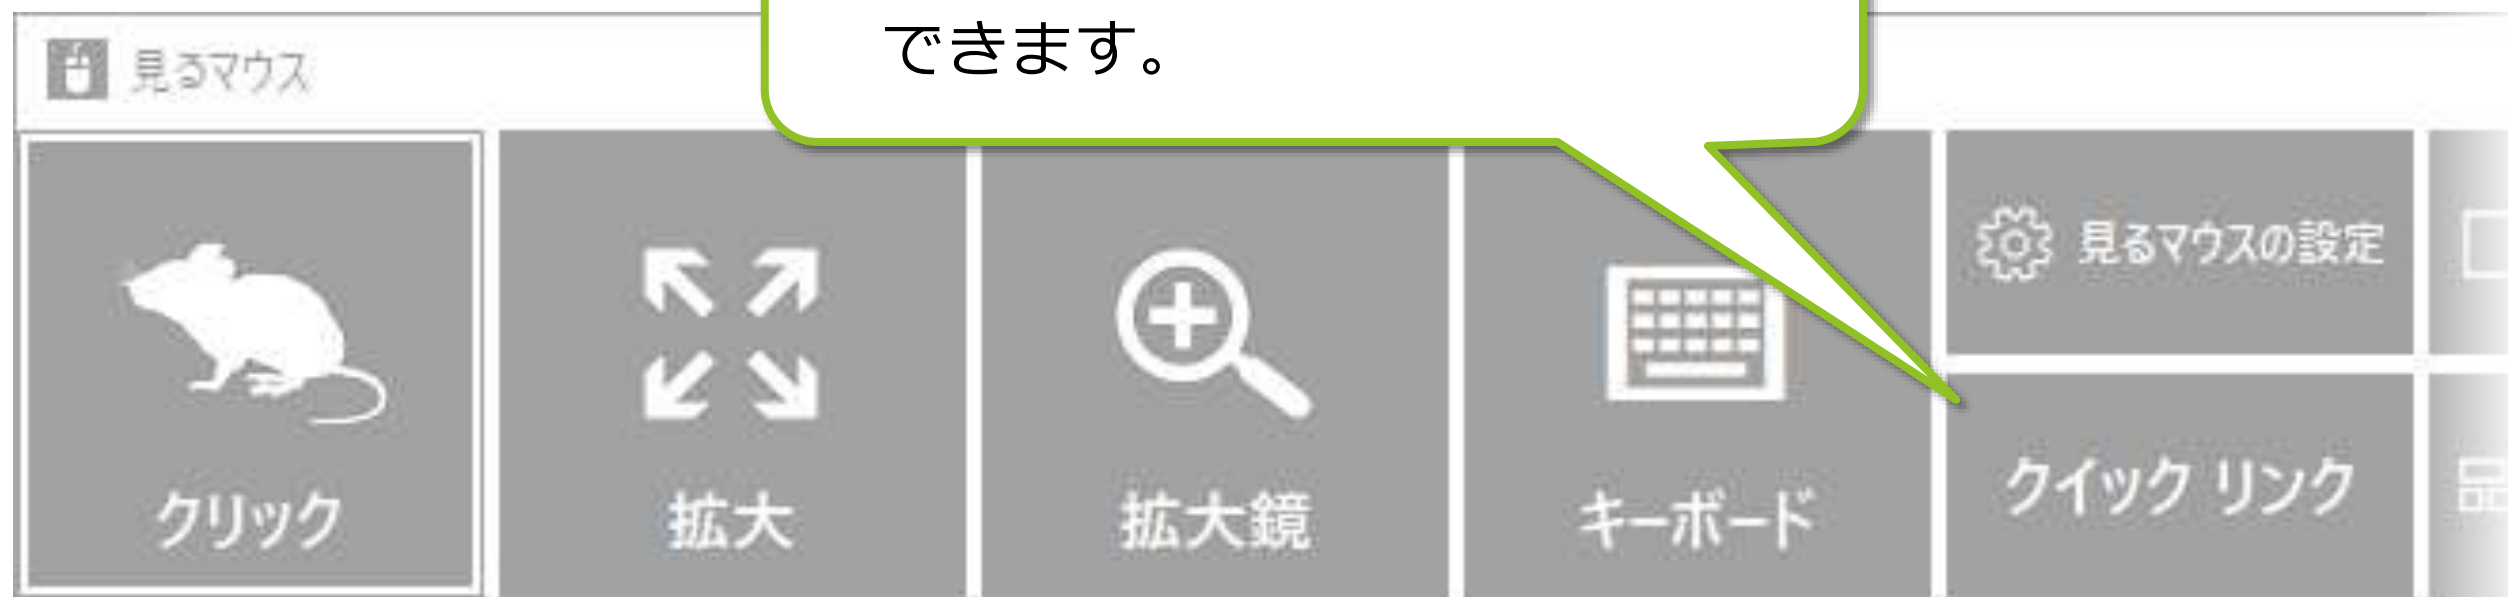 できます。
見るマウス
クリック
拡大
拡大鏡
キーボード
見るマウスの設定
クイック リンク